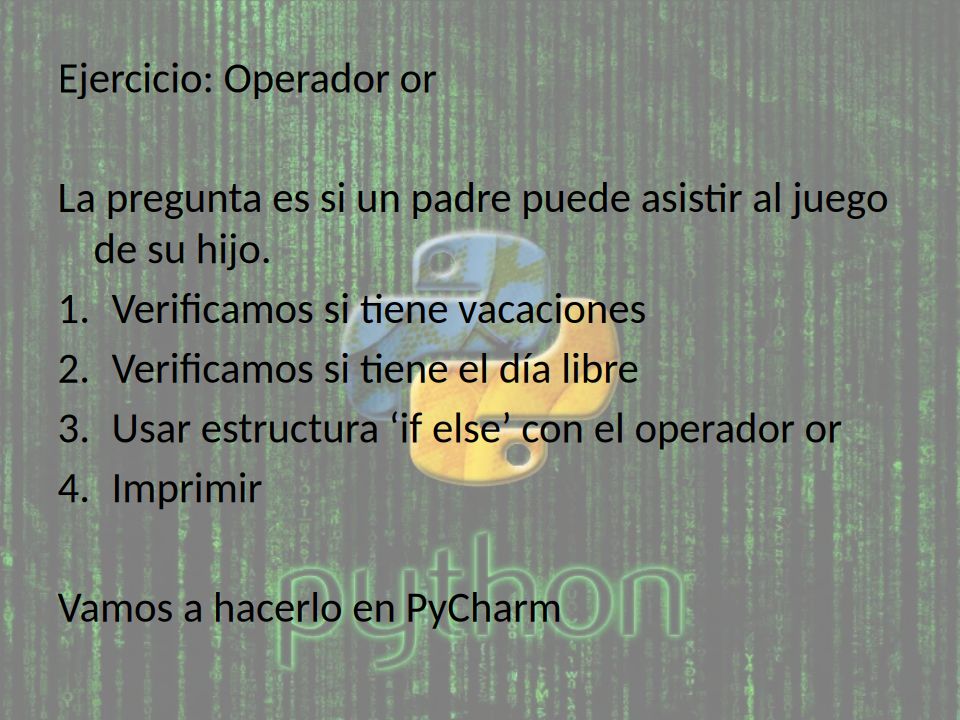 Ejercicio: Operador or
La pregunta es si un padre puede asistir al juego
de su hijo.
1. Verificamos si tiene vacaciones
2. Verificamos si tiene el día libre
3. Usar estructura ‘if else’ con el operador or
4. Imprimir
Vamos a hacerlo en PyCharm
python